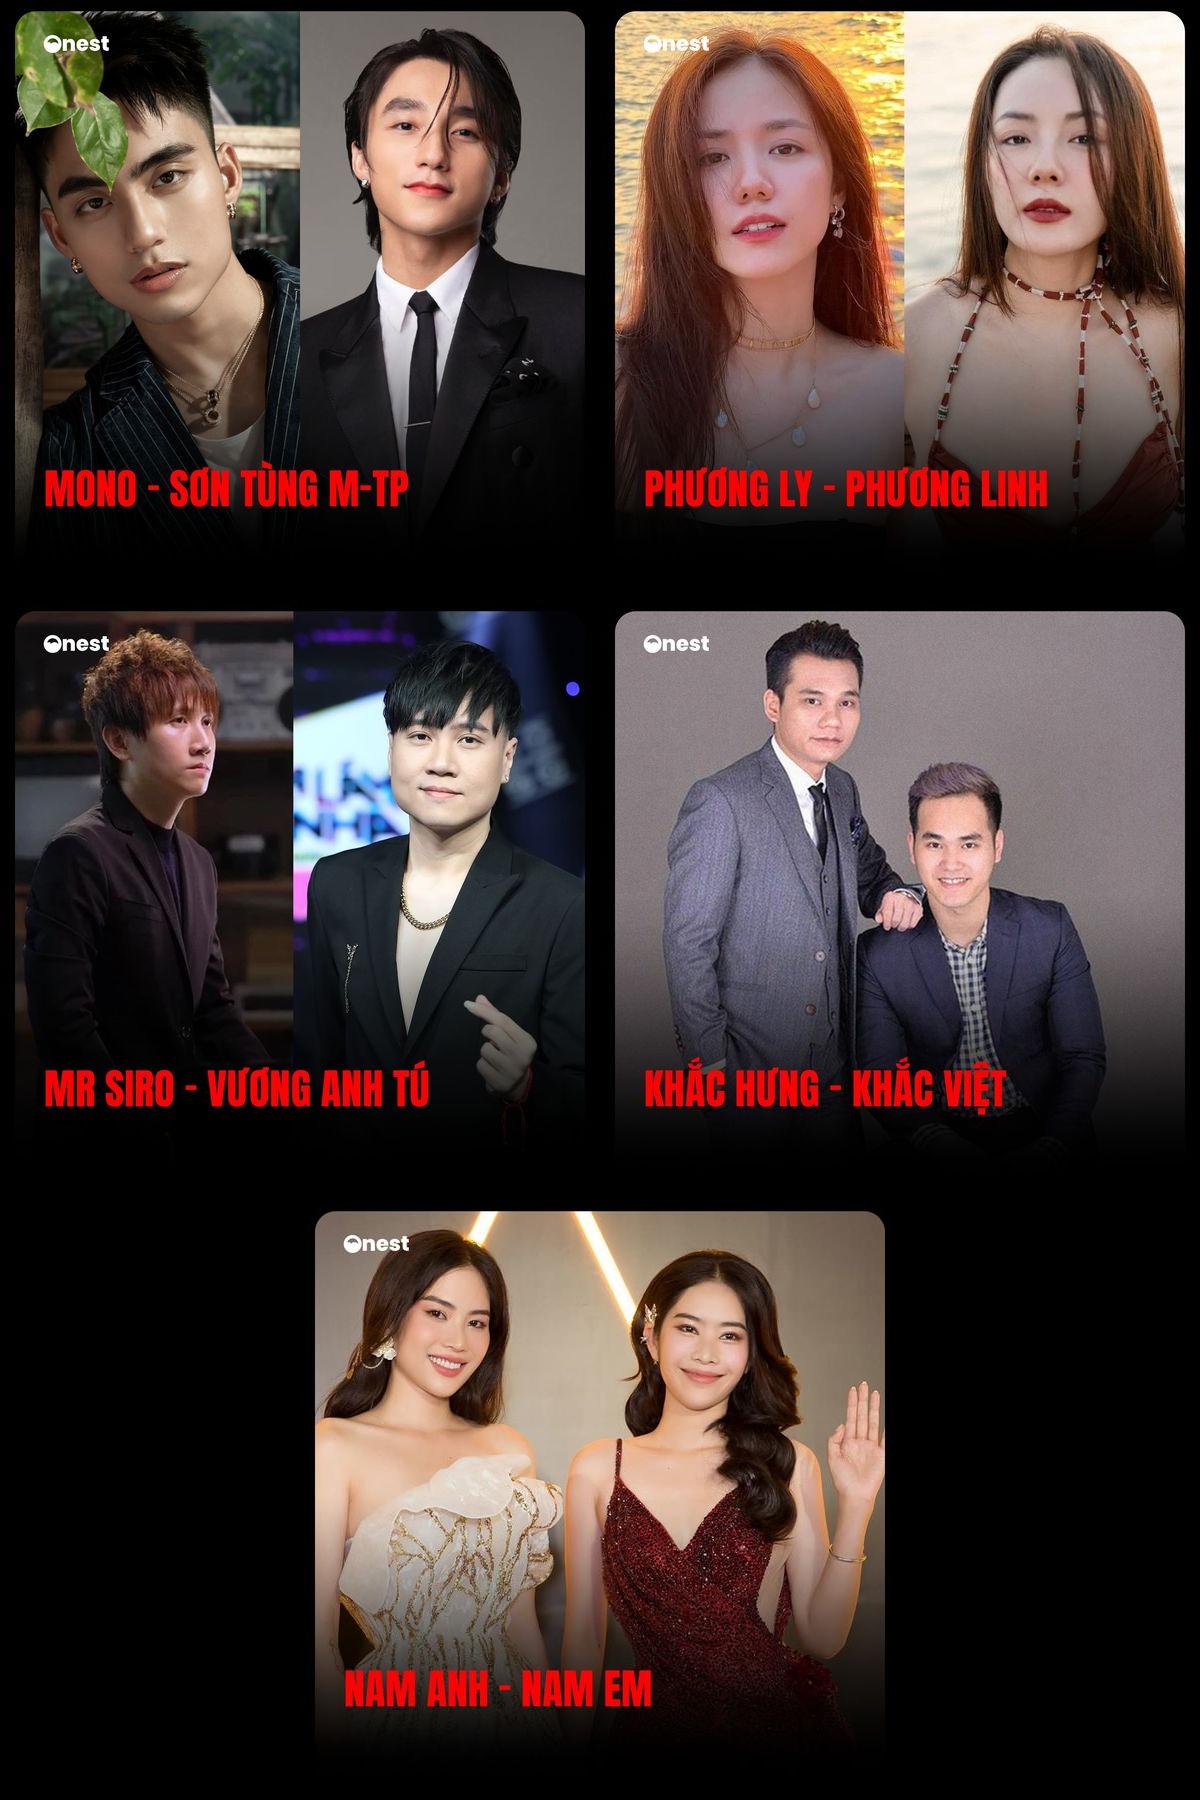 Onest
MONO - SƠN TÙNG M-TP
Onest
PHƯƠNG LY - PHƯƠNG LINH
Onest
MR SIRO - VƯƠNG ANH TÚ
Onest
KHẮC HƯNG - KHẮC VIỆT
Onest
NAM ANH - NAM EM